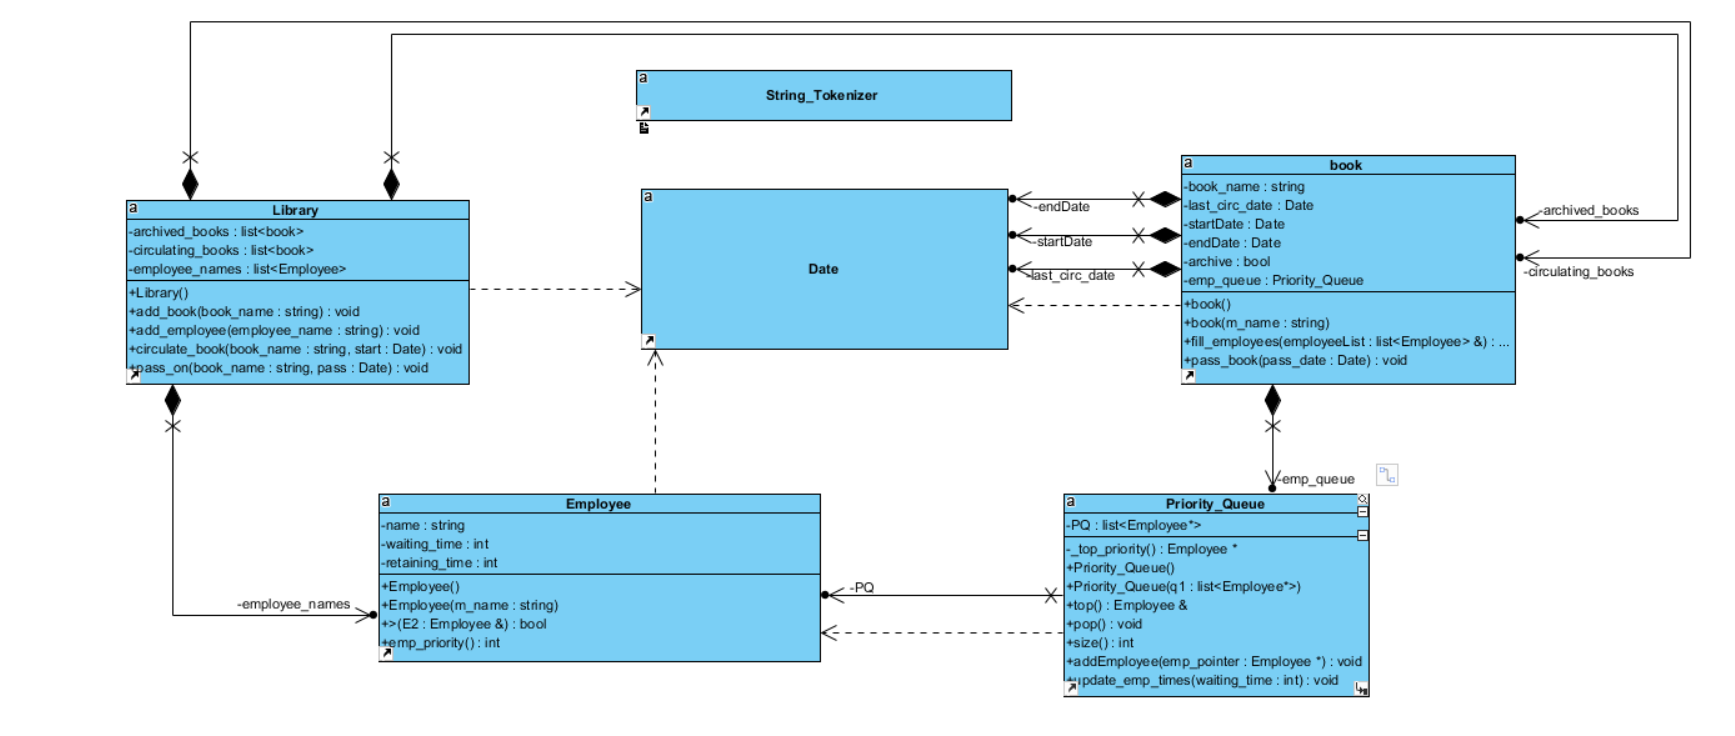 String_Tokenizer
Library
-archived_books : list<book>
-circulating_books : list<book>
-employee_names : list<Employee>
+Library()
+add_book(book_name : string) : void
+add_employee(employee_name : string) : void
+circulate_book(book_name : string, start : Date) : void
+pass_on(book_name : string, pass : Date) : void
Date
-endDate
-startDate
-last_circ_date
book
-book_name : string
-last_circ_date : Date
-startDate : Date
-endDate : Date
-archive : bool
-emp_queue : Priority_Queue
+book()
+book(m_name : string)
+fill_employees(employeeList : list<Employee> &) : ...
+pass_book(pass_date : Date) : void
-archived_books
-circulating_books
-employee_names
Employee
-name : string
-waiting_time : int
-retaining_time : int
+Employee()
+Employee(m_name : string)
+>(E2 : Employee &) : bool
+emp_priority() : int
-PQ
-emp_queue
Priority_Queue
-PQ : list<Employee*>
-_top_priority() : Employee *
+Priority_Queue()
+Priority_Queue(q1 : list<Employee*>)
+top() : Employee &
+pop() : void
+size() : int
+addEmployee(emp_pointer : Employee *) : void
+update_emp_times(waiting_time : int) : void